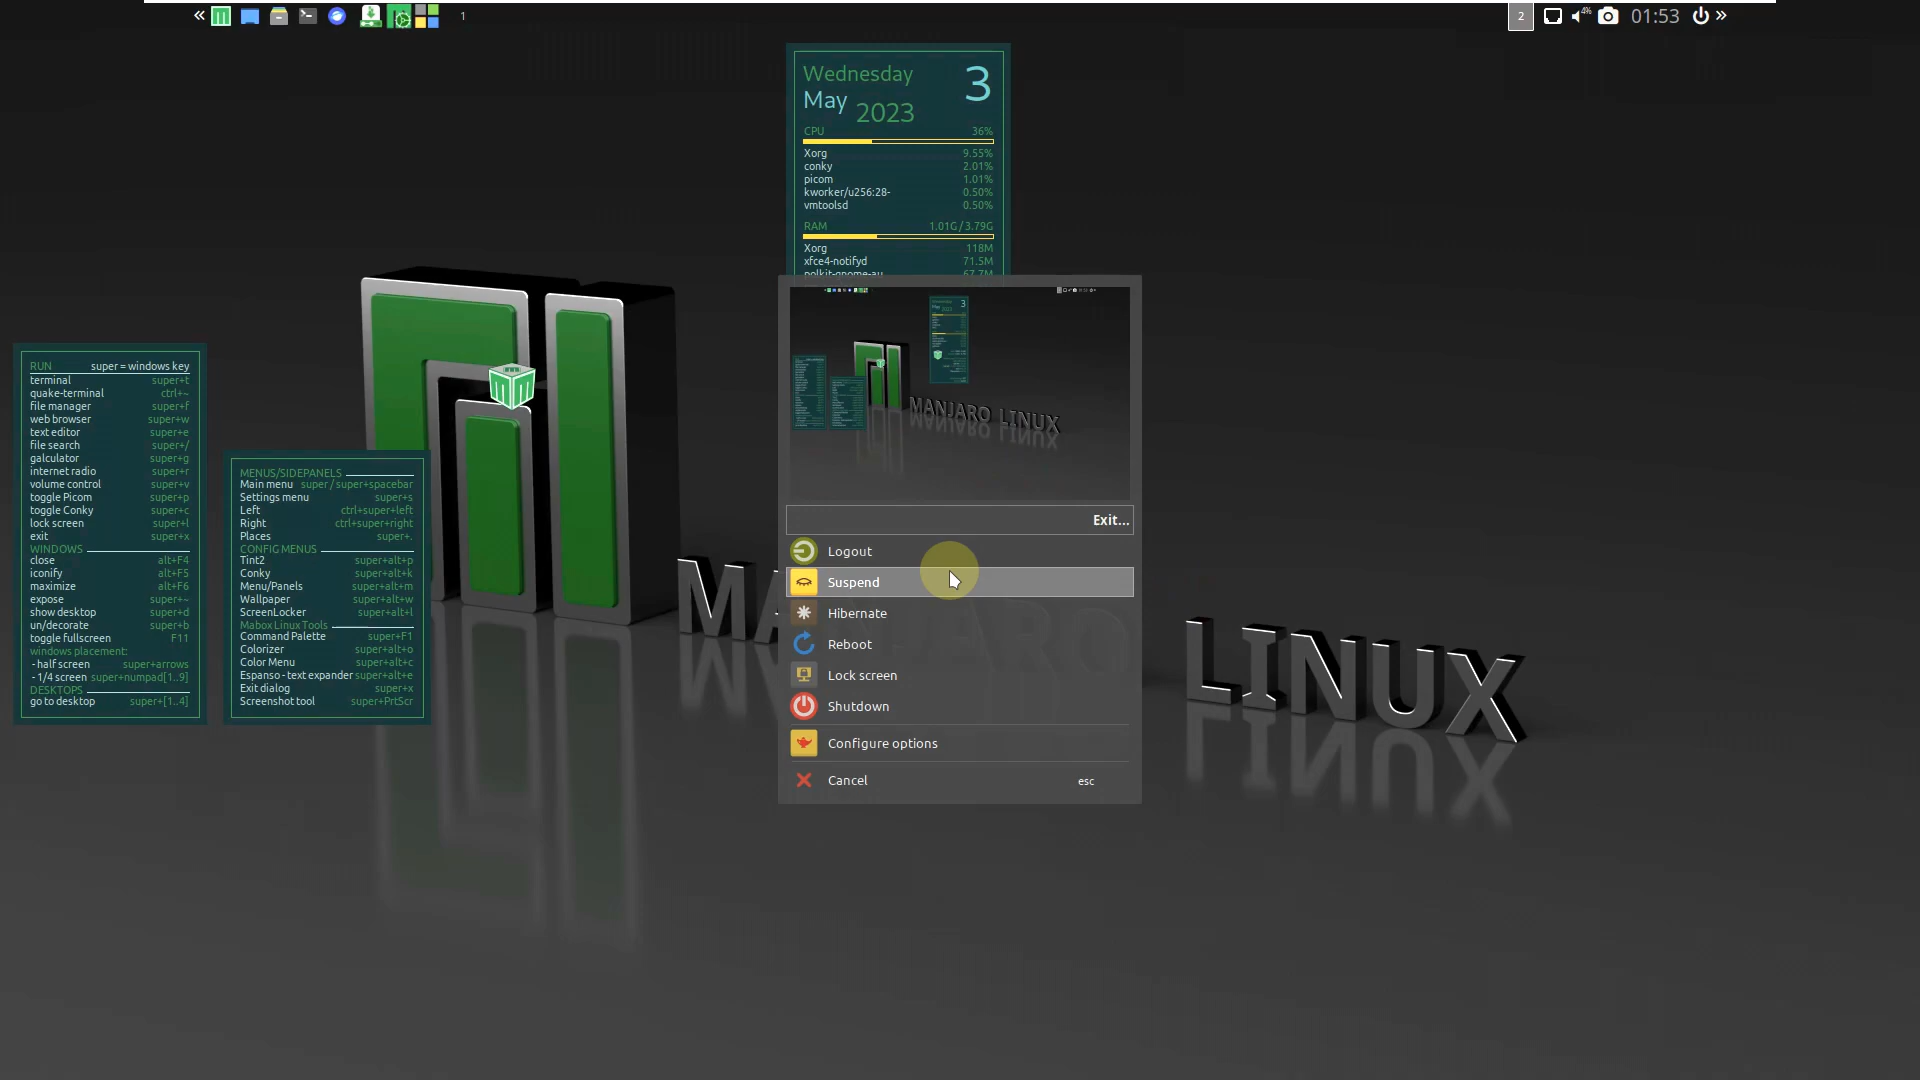 1
2
4%
01:53
Wednesday 3
May 2023
CPU 36%
Xorg 9.55%
conky 2.01%
picom 1.01%
kworker/u256:28- 0.50%
vmtoolsd 0.50%
RAM 1.01G / 3.79G
Xorg 118M
xfce4-notifyd 71.5M
polkit-gnome-au 67.7M
RUN super = windows key
terminal super+t
quake-terminal ctrl+~
file manager super+f
web browser super+w
text editor super+e
file search super+/
galculator super+g
internet radio super+r
volume control super+v
toggle Picom super+p
toggle Conky super+c
lock screen super+l
exit super+x
WINDOWS
close alt+F4
iconify alt+F5
maximize alt+F6
expose super+~
show desktop super+d
un/decorate super+b
toggle fullscreen F11
windows placement:
- half screen super+arrows
- 1/4 screen super+numpad[1..9]
DESKTOPS
go to desktop super+[1..4]
MENUS/SIDEPANELS
Main menu super / super+spacebar
Settings menu super+s
Left ctrl+super+left
Right ctrl+super+right
Places super+.
CONFIG MENUS
Tint2 super+alt+p
Conky super+alt+k
Menu/Panels super+alt+m
Wallpaper super+alt+w
ScreenLocker super+alt+l
Mabox Linux Tools
Command Palette super+F1
Colorizer super+alt+o
Color Menu super+alt+c
Espanso - text expander super+alt+e
Exit dialog super+x
Screenshot tool super+PrtScr
MANJARO LINUX
Exit...
Logout
Suspend
Hibernate
Reboot
Lock screen
Shutdown
Configure options
Cancel esc
MANJARO LINUX